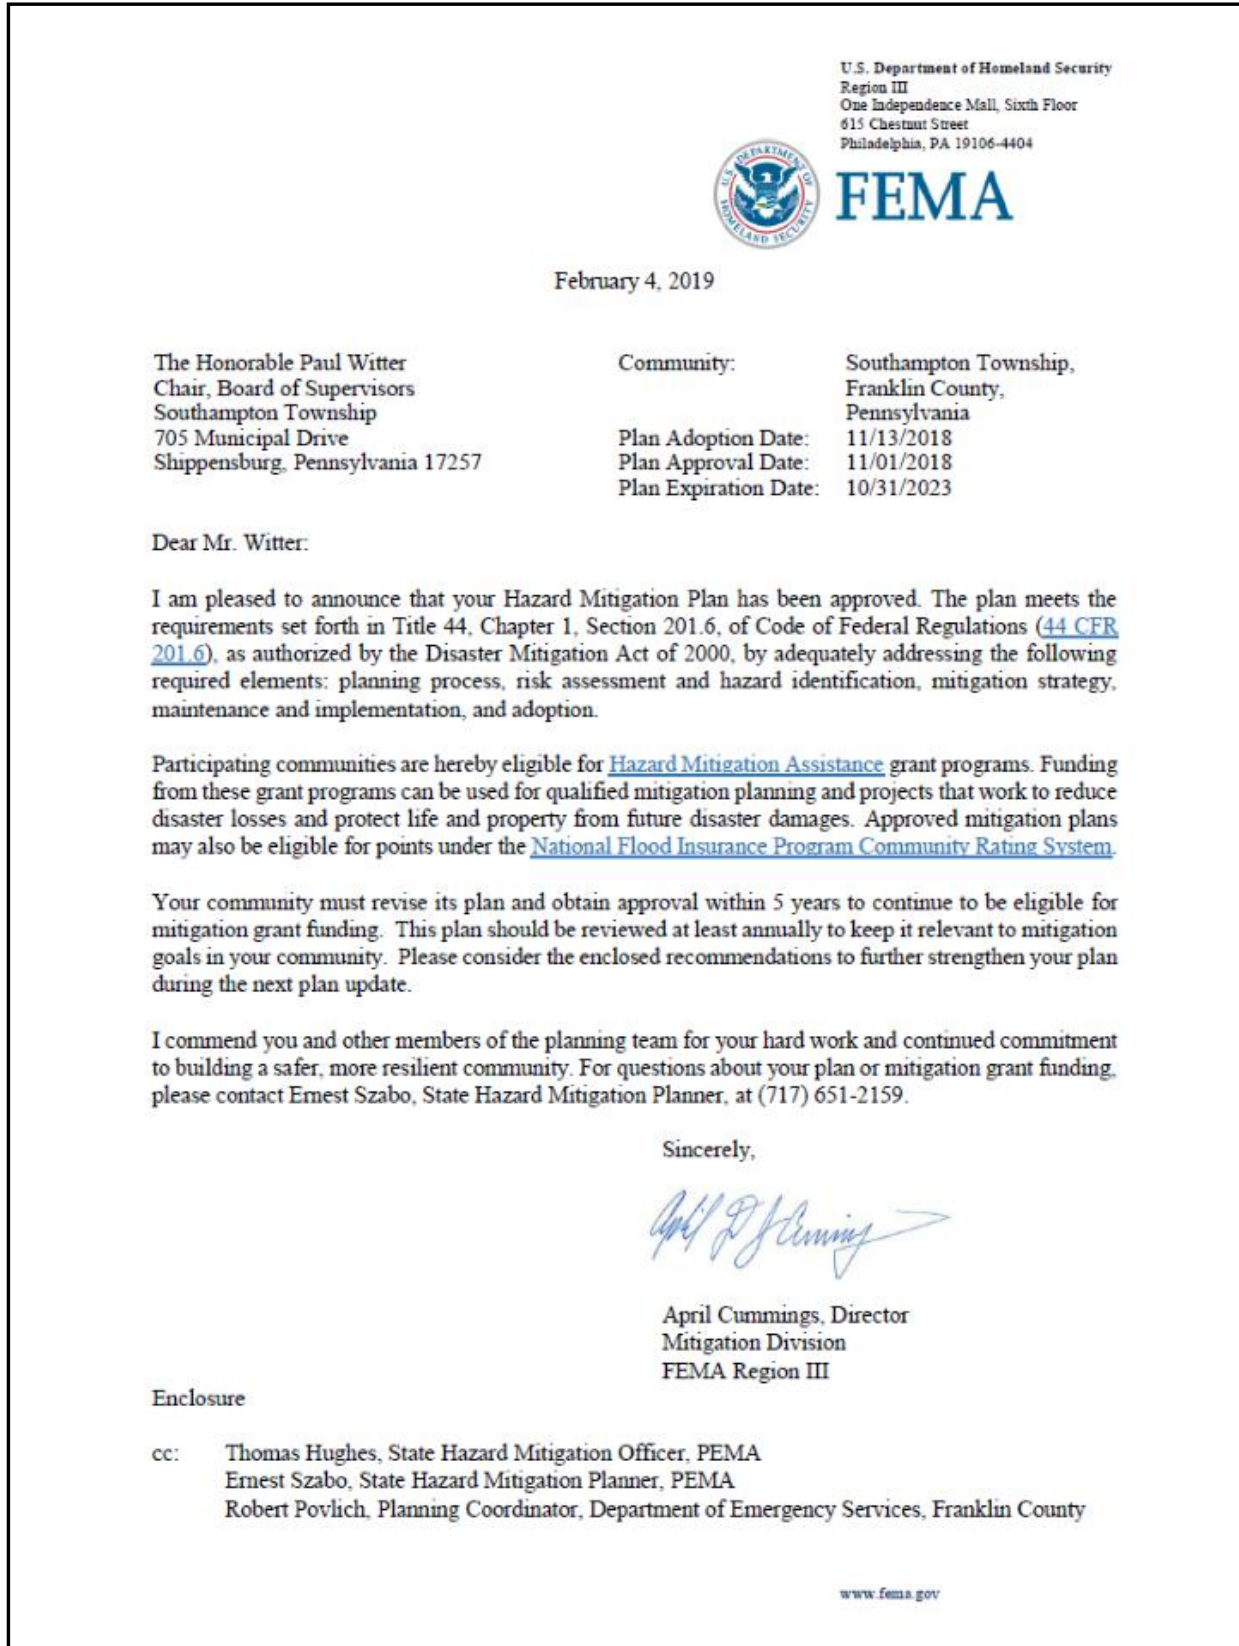 U.S. Department of Homeland Security
Region III
One Independence Mall, Sixth Floor
615 Chestnut Street
Philadelphia, PA 19106-4404
U.S. DEPARTMENT OF HOMELAND SECURITY
FEMA
February 4, 2019
The Honorable Paul Witter
Chair, Board of Supervisors
Southampton Township
705 Municipal Drive
Shippensburg, Pennsylvania 17257
Community: Southampton Township,
Franklin County,
Pennsylvania
Plan Adoption Date: 11/13/2018
Plan Approval Date: 11/01/2018
Plan Expiration Date: 10/31/2023
Dear Mr. Witter:
I am pleased to announce that your Hazard Mitigation Plan has been approved. The plan meets the
requirements set forth in Title 44, Chapter 1, Section 201.6, of Code of Federal Regulations (44 CFR
201.6), as authorized by the Disaster Mitigation Act of 2000, by adequately addressing the following
required elements: planning process, risk assessment and hazard identification, mitigation strategy,
maintenance and implementation, and adoption.
Participating communities are hereby eligible for Hazard Mitigation Assistance grant programs. Funding
from these grant programs can be used for qualified mitigation planning and projects that work to reduce
disaster losses and protect life and property from future disaster damages. Approved mitigation plans
may also be eligible for points under the National Flood Insurance Program Community Rating System.
Your community must revise its plan and obtain approval within 5 years to continue to be eligible for
mitigation grant funding. This plan should be reviewed at least annually to keep it relevant to mitigation
goals in your community. Please consider the enclosed recommendations to further strengthen your plan
during the next plan update.
I commend you and other members of the planning team for your hard work and continued commitment
to building a safer, more resilient community. For questions about your plan or mitigation grant funding,
please contact Ernest Szabo, State Hazard Mitigation Planner, at (717) 651-2159.
Sincerely,
April Cummings, Director
Mitigation Division
FEMA Region III
Enclosure
cc: Thomas Hughes, State Hazard Mitigation Officer, PEMA
Ernest Szabo, State Hazard Mitigation Planner, PEMA
Robert Povlich, Planning Coordinator, Department of Emergency Services, Franklin County
www.fema.gov